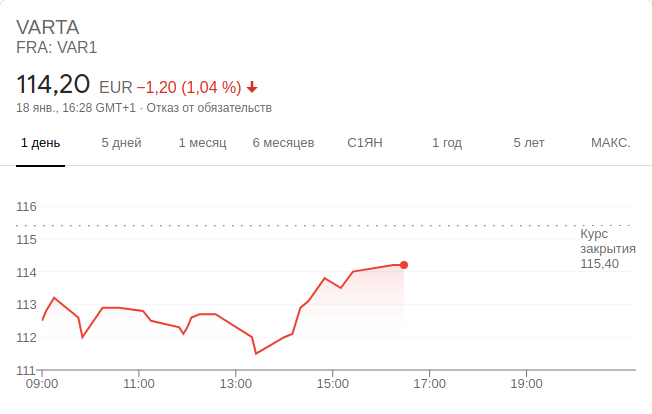 VARTA
FRA: VAR1
114,20 EUR −1,20 (1,04 %)
18 янв., 16:28 GMT+1 · Отказ от обязательств
1 день 5 дней 1 месяц 6 месяцев С1ЯН 1 год 5 лет МАКС.
116
115
114
113
112
111
Курс
закрытия
115,40
09:00 11:00 13:00 15:00 17:00 19:00